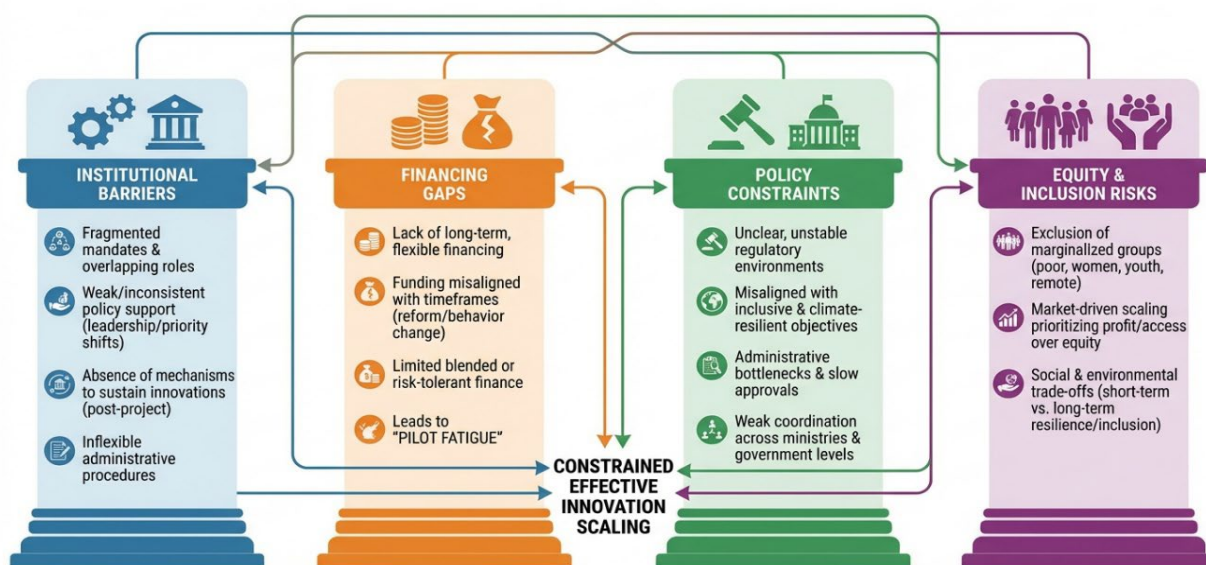 INSTITUTIONAL
BARRIERS
Fragmented
mandates &
overlapping roles
Weak/inconsistent
policy support
(leadership/priority
shifts)
Absence of mechanisms
to sustain innovations
(post-project)
Inflexible
administrative
procedures
FINANCING
GAPS
Lack of long-term,
flexible financing
Funding misaligned
with timeframes
(reform/behavior
change)
Limited blended or
risk-tolerant finance
Leads to
"PILOT FATIGUE"
POLICY
CONSTRAINTS
Unclear, unstable
regulatory
environments
Misaligned with
inclusive & climate-
resilient objectives
Administrative
bottlenecks & slow
approvals
Weak coordination
across ministries &
government levels
EQUITY &
INCLUSION RISKS
Exclusion of
marginalized groups
(poor, women, youth,
remote)
Market-driven scaling
prioritizing profit/access
over equity
Social & environmental
trade-offs (short-term
vs. long-term
resilience/inclusion)
CONSTRAINED
EFFECTIVE
INNOVATION
SCALING